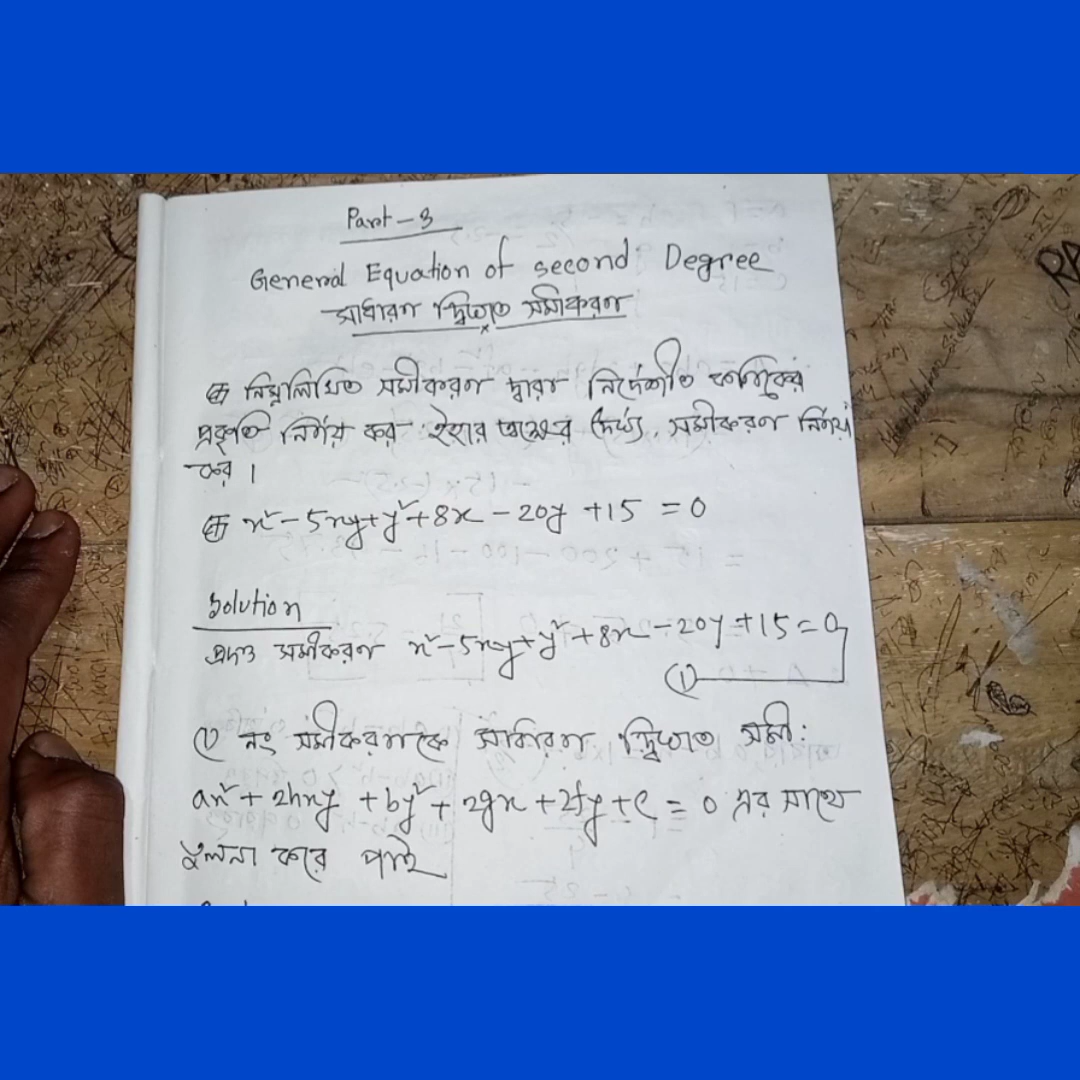 Part - 3
General Equation of second Degree
সাধারণ দ্বিঘাত সমীকরণ
নিম্নলিখিত সমীকরণ দ্বারা নির্দেশীত কনিকের
প্রকৃতি নির্ণয় কর ইহার অক্ষের দৈর্ঘ্য, সমীকরণ নির্ণয়
কর।
x² - 5xy + y² + 8x - 20y + 15 = 0
Solution
প্রদত্ত সমীকরণ x² - 5xy + y² + 8x - 20y + 15 = 0
(1)
(1) নং সমীকরণকে সাধারণ দ্বিঘাত সমী:
ax² + 2hxy + by² + 2gx + 2fy + c = 0 এর সাথে
তুলনা করে পাই